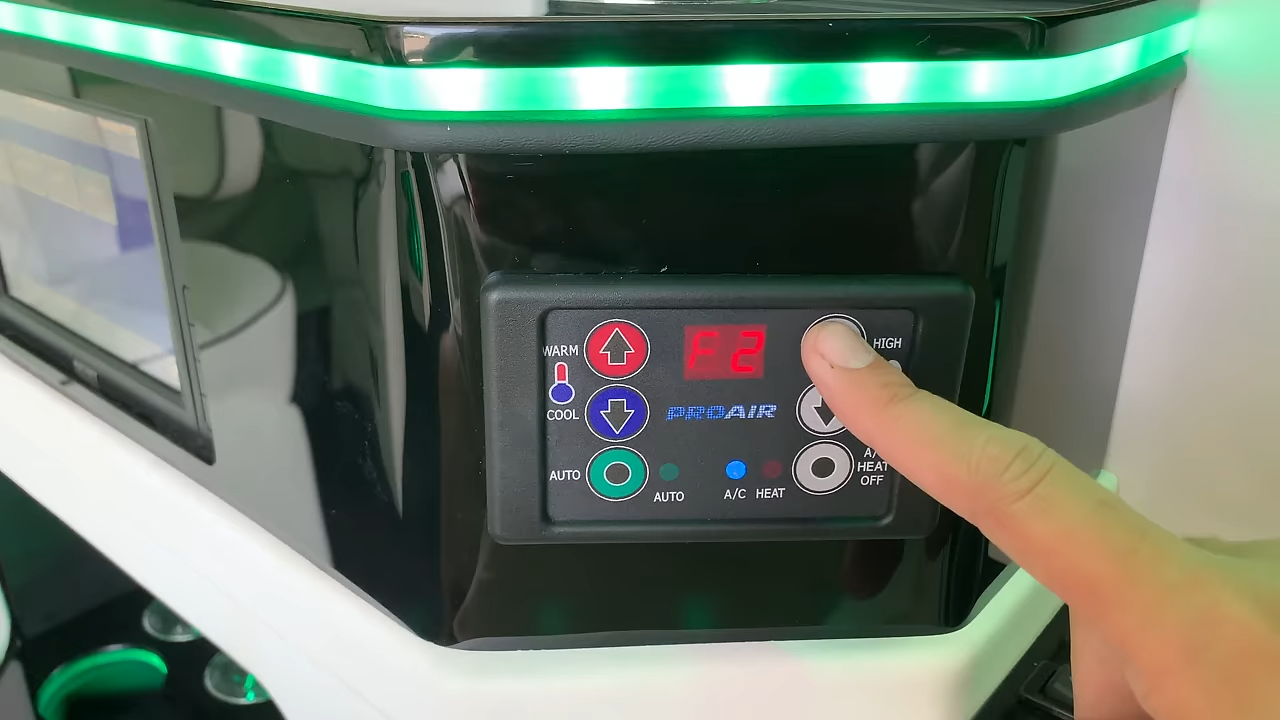 WARM
COOL
F2
HIGH
PROAIR
AUTO
AUTO
A/C HEAT
A/
HEAT
OFF